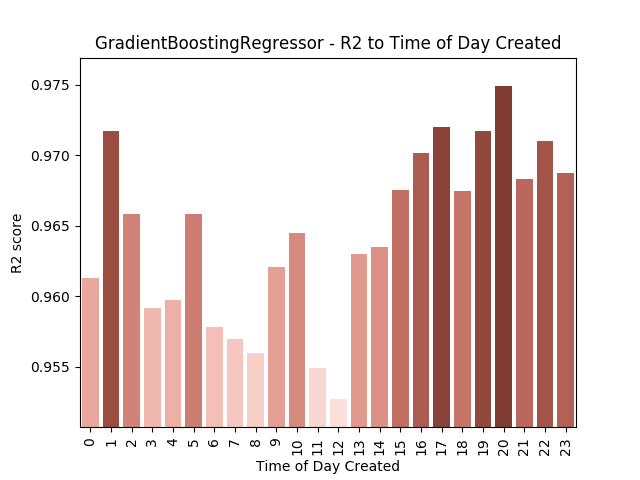 GradientBoostingRegressor - R2 to Time of Day Created
0.975
0.970
0.965
0.960
0.955
R2 score
0 1 2 3 4 5 6 7 8 9 10 11 12 13 14 15 16 17 18 19 20 21 22 23
Time of Day Created